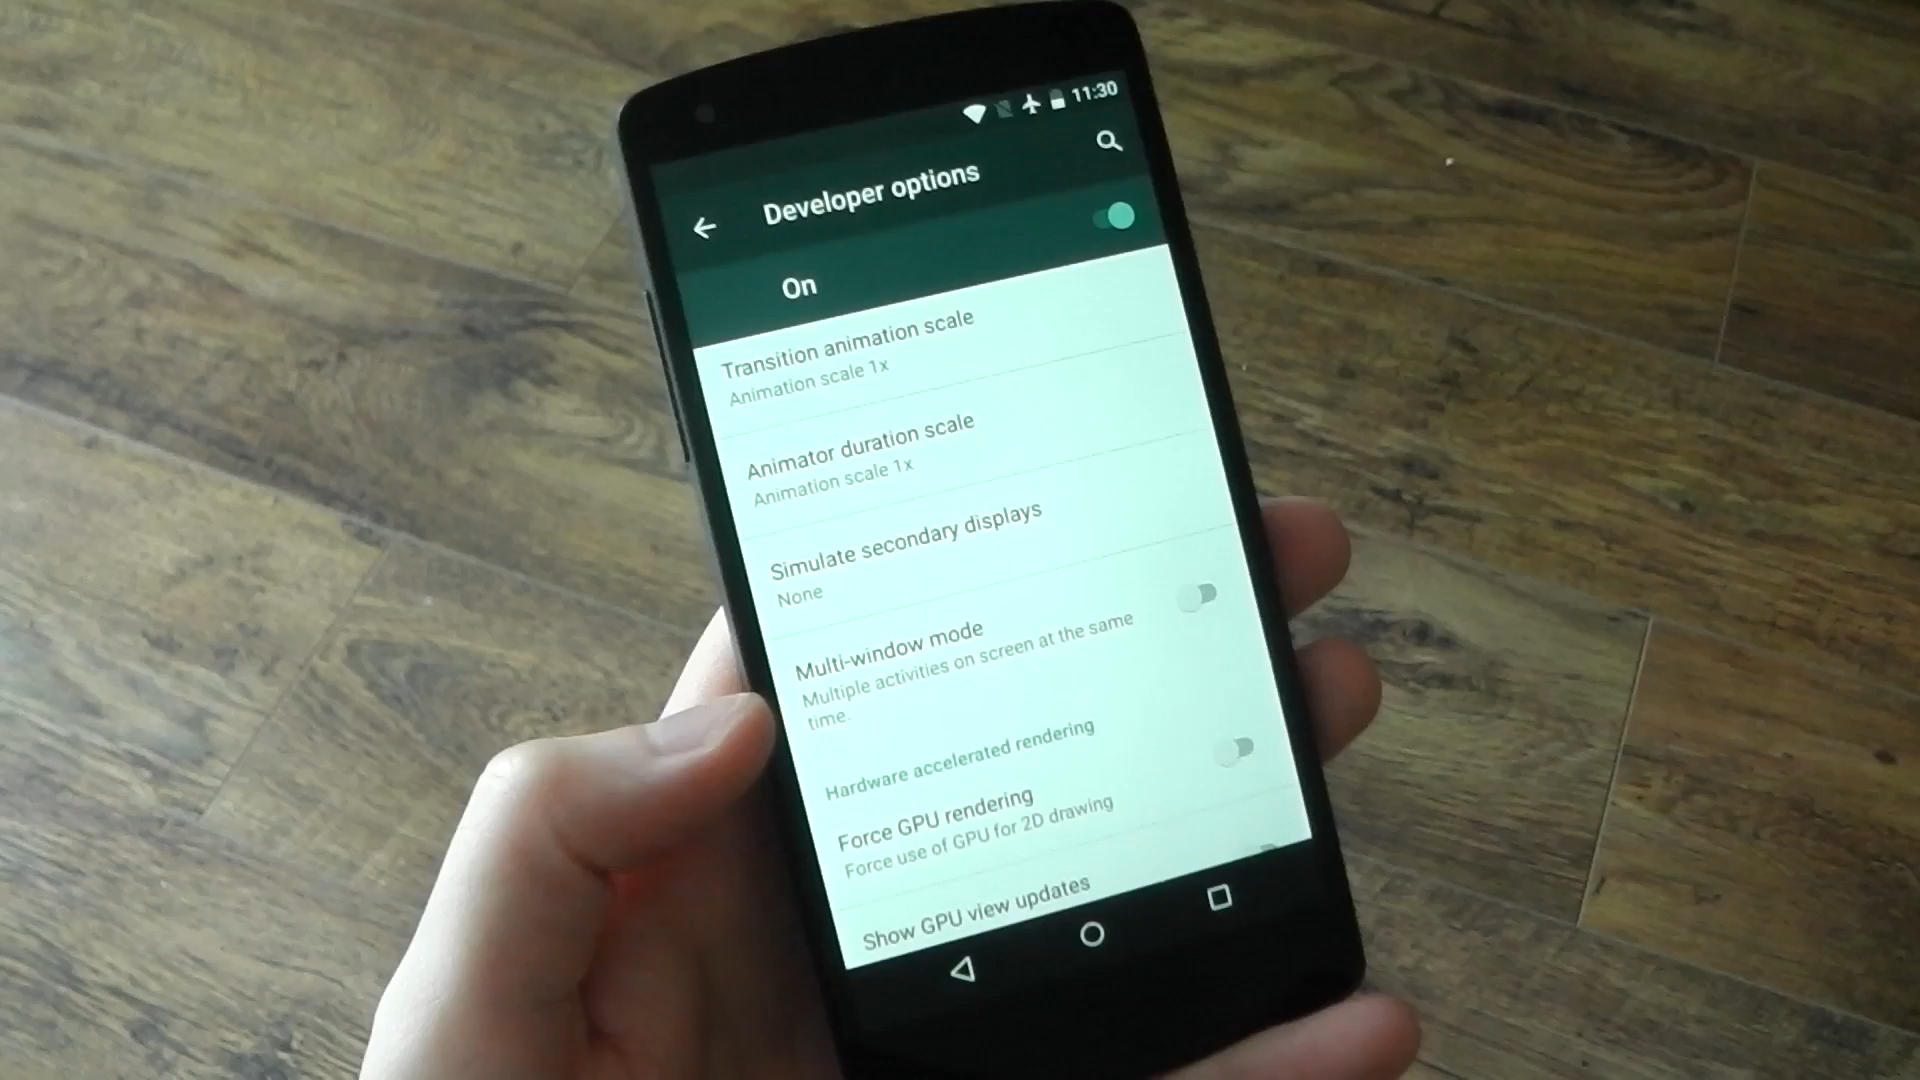 11:30
Developer options
On
Transition animation scale
Animation scale 1x
Animator duration scale
Animation scale 1x
Simulate secondary displays
None
Multi-window mode
Multiple activities on screen at the same
time.
Hardware accelerated rendering
Force GPU rendering
Force use of GPU for 2D drawing
Show GPU view updates